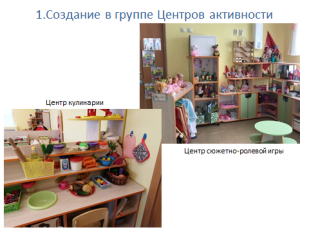 1.Создание в группе Центров активности
Центр кулинарии
Центр сюжетно-ролевой игры